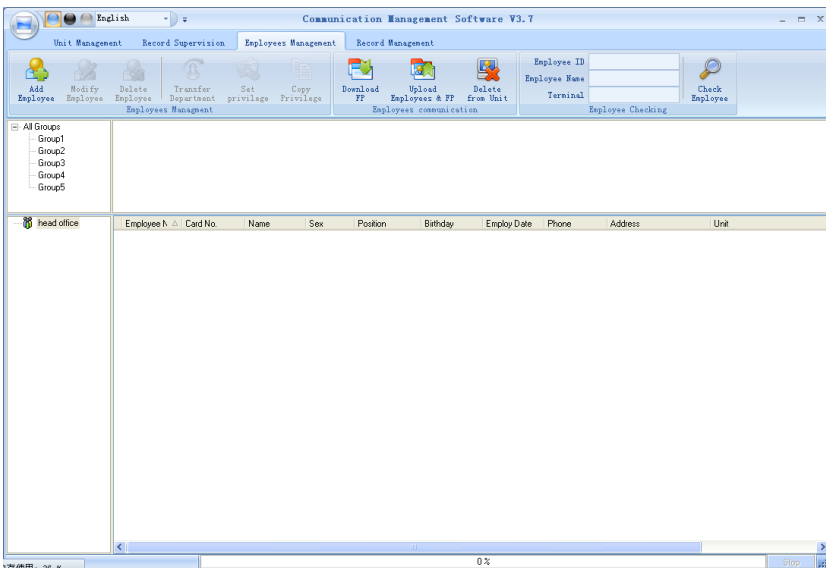 English
Communication Management Software V3.7
Unit Management Record Supervision Employees Management Record Management
Add Employee
Modify Employee
Delete Employee
Transfer Department
Set privilege
Copy Privilege
Employees Managment
Download FP
Upload Employees & FP
Delete from Unit
Employees communication
Employee ID
Employee Name
Terminal
Check Employee
Employee Checking
All Groups
Group1
Group2
Group3
Group4
Group5
head office
Employee N Card No. Name Sex Position Birthday Employ Date Phone Address Unit
0%
Stop